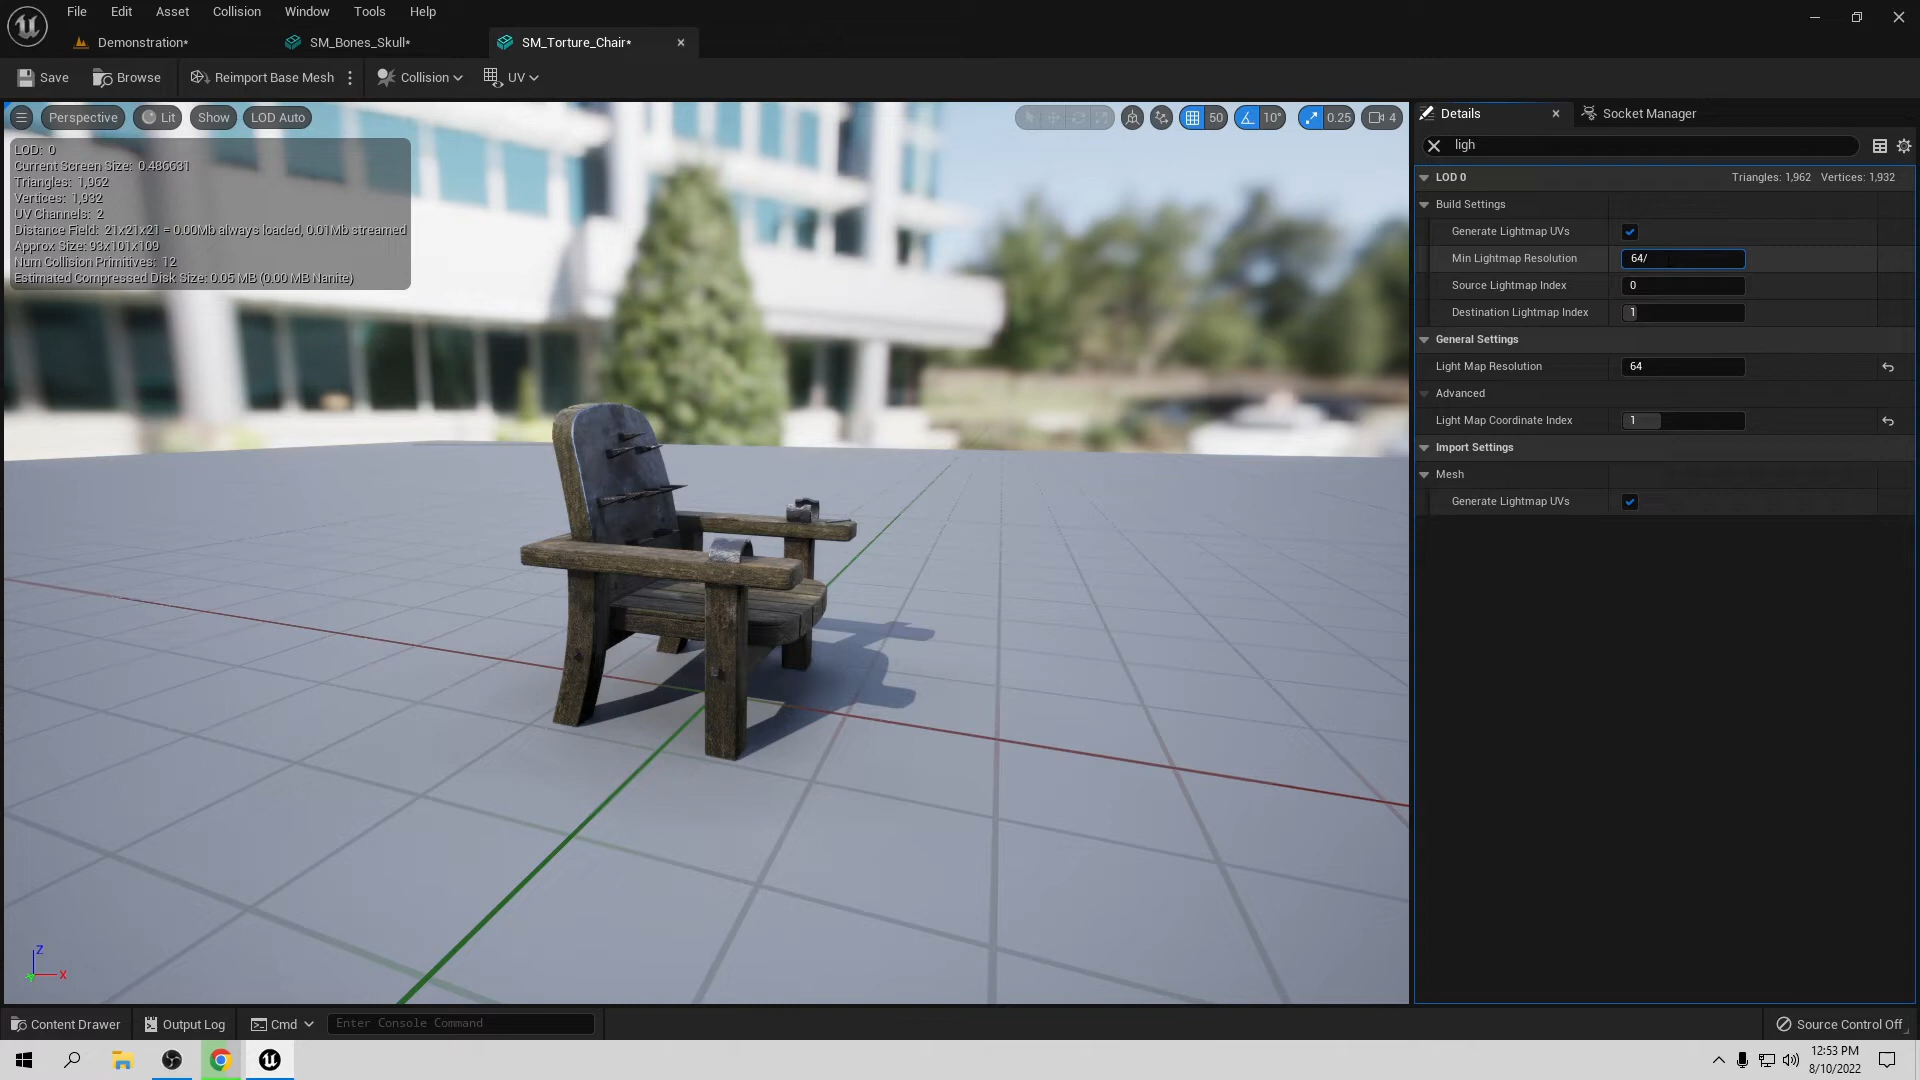 File Edit Asset Collision Window Tools Help
Demonstration* SM_Bones_Skull* SM_Torture_Chair*
Save Browse Reimport Base Mesh Collision UV
Perspective Lit Show LOD Auto 50 10° 0.25 4
LOD: 0
Current Screen Size: 0.486631
Triangles: 1,962
Vertices: 1,932
UV Channels: 2
Distance Field: 21x21x21 = 0.00Mb always loaded, 0.01Mb streamed
Approx Size: 93x101x109
Num Collision Primitives: 12
Estimated Compressed Disk Size: 0.05 MB (0.00 MB Nanite)
Z
X
Details Socket Manager
ligh
LOD 0 Triangles: 1,962 Vertices: 1,932
Build Settings
Generate Lightmap UVs
Min Lightmap Resolution 64/
Source Lightmap Index 0
Destination Lightmap Index 1
General Settings
Light Map Resolution 64
Advanced
Light Map Coordinate Index 1
Import Settings
Mesh
Generate Lightmap UVs
Content Drawer Output Log Cmd Enter Console Command Source Control Off
12:53 PM
8/10/2022